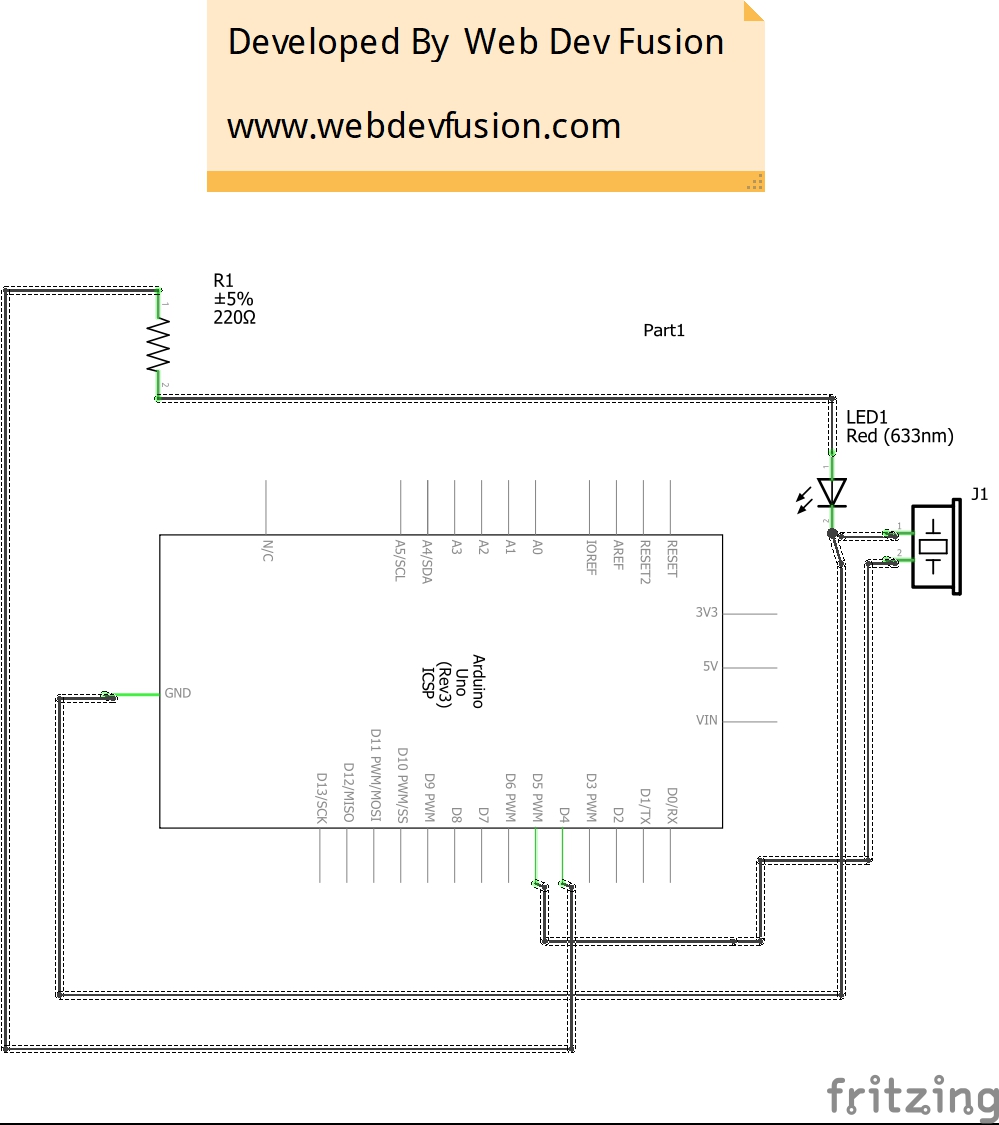 Developed By Web Dev Fusion
www.webdevfusion.com
R1
±5%
220Ω
Part1
1
2
LED1
Red (633nm)
1
2
J1
1
2
N/C
A5/SCL
A4/SDA
A3
A2
A1
A0
IOREF
AREF
RESET2
RESET
3V3
5V
VIN
GND
Arduino
Uno
(Rev3)
ICSP
D13/SCK
D12/MISO
D11 PWM/MOSI
D10 PWM/SS
D9 PWM
D8
D7
D6 PWM
D5 PWM
D4
D3 PWM
D2
D1/TX
D0/RX
fritzing